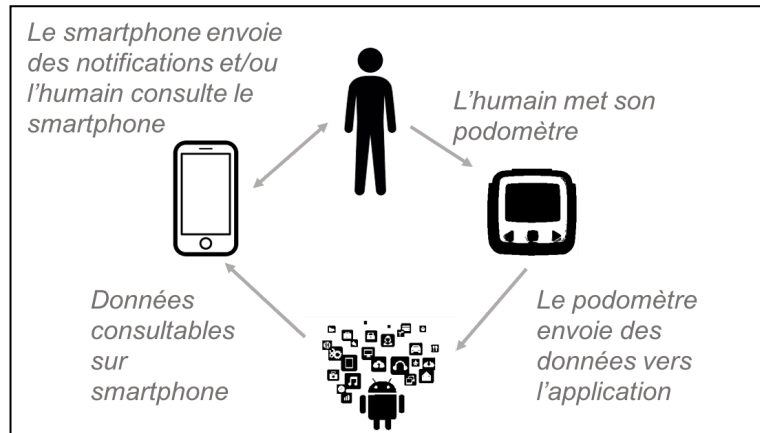 Le smartphone envoie
des notifications et/ou
l'humain consulte le
smartphone
L'humain met son
podomètre
Données
consultables
sur
smartphone
Le podomètre
envoie des
données vers
l'application